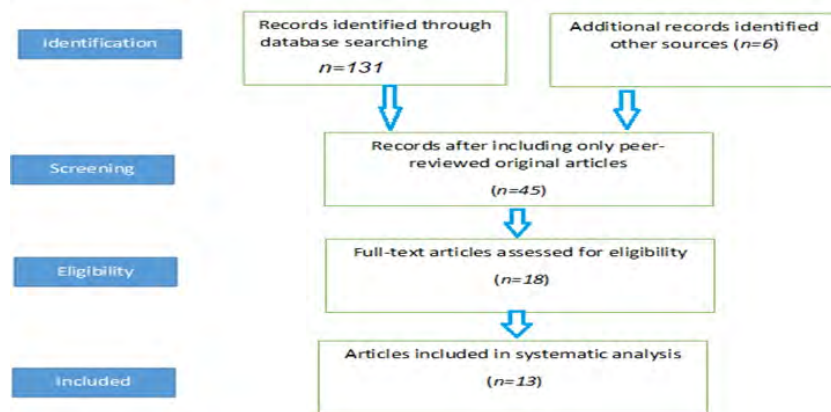 Identification
Records identified through
database searching
n=131
Additional records identified
other sources (n=6)
Screening
Records after including only peer-
reviewed original articles
(n=45)
Eligibility
Full-text articles assessed for eligibility
(n=18)
Included
Articles included in systematic analysis
(n=13)